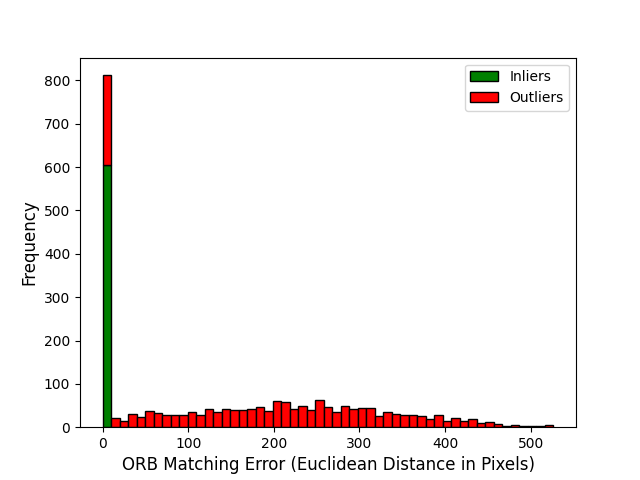 Inliers
Outliers
Frequency
800
700
600
500
400
300
200
100
0
0 100 200 300 400 500
ORB Matching Error (Euclidean Distance in Pixels)